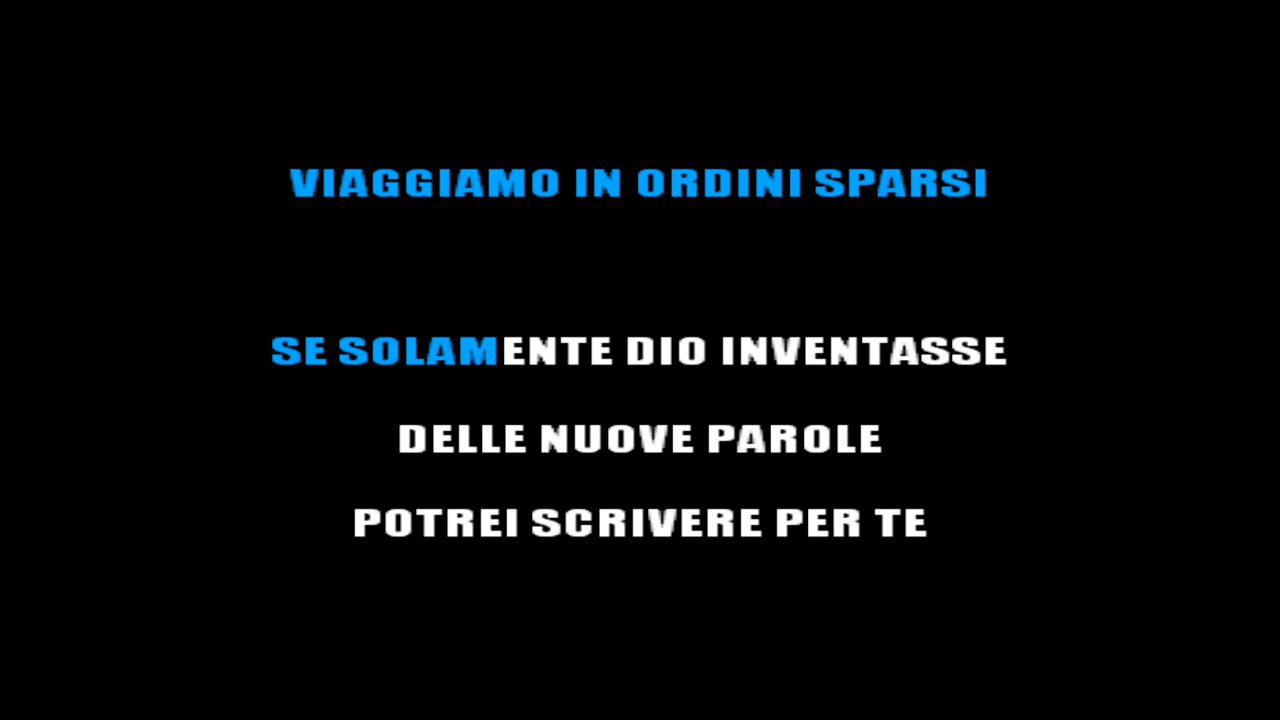 VIAGGIAMO IN ORDINI SPARSI
SE SOLAMENTE DIO INVENTASSE
DELLE NUOVE PAROLE
POTREI SCRIVERE PER TE